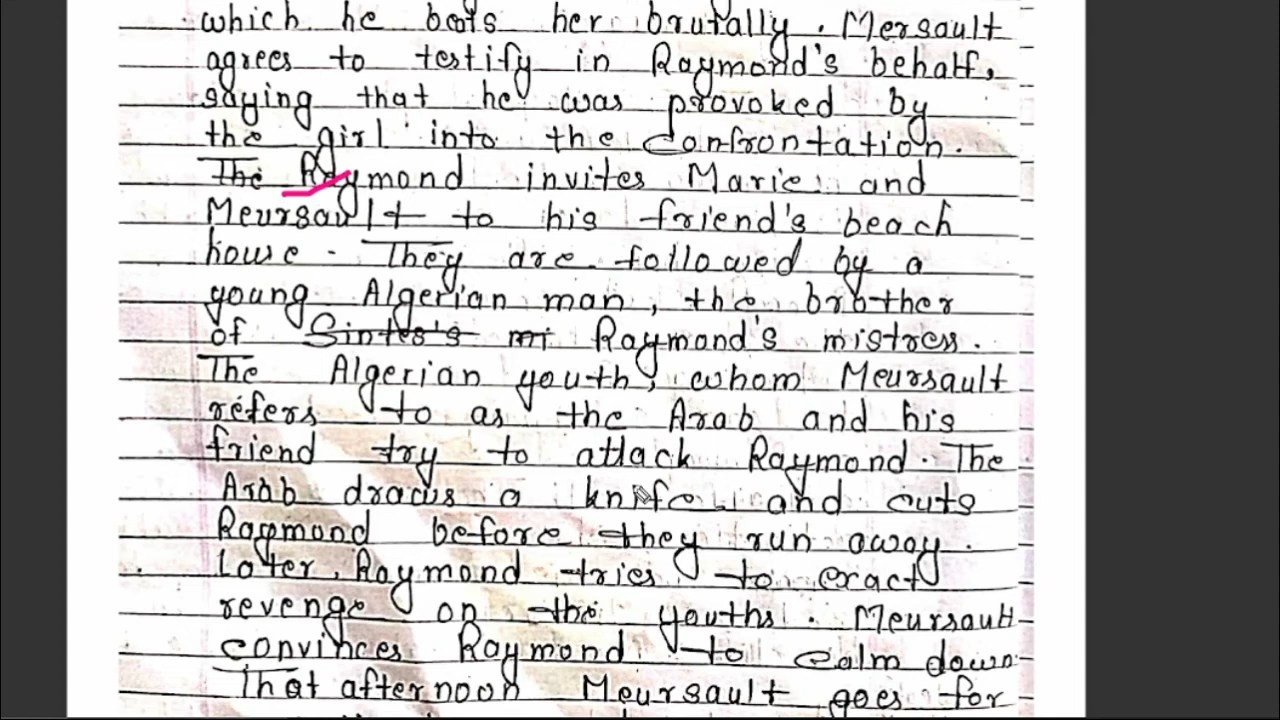 which he beats her brutally. Mersault
agrees to testify in Raymond's behalf,
saying that he was provoked by
the girl into the confrontation.
The Raymond invites Marie and
Meursault to his friend's beach
house. They are followed by a
young Algerian man, the brother
of Sintes's mi Raymond's mistress.
The Algerian youth, whom Meursault
refers to as the Arab and his
friend try to attack Raymond. The
Arab draws a knife and cuts
Raymond before they run away.
Later, Raymond tries to exact
revenge on the youths. Meursault
convinces Raymond to calm down
That afternoon Meursault goes for